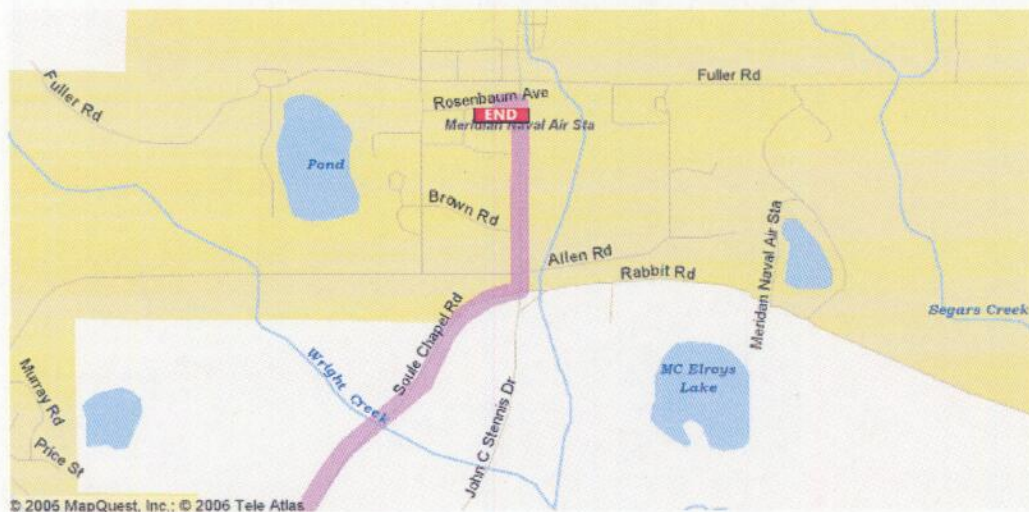 Fuller Rd
Fuller Rd
Rosenbaum Ave
END
Meridan Naval Air Sta
Pond
Brown Rd
Allen Rd
Rabbit Rd
Meridan Naval Air Sta
Segars Creek
Soule Chapel Rd
Wright Creek
MC Elroys
Lake
Murray Rd
Price St
John C Stennis Dr
© 2006 MapQuest, Inc.; © 2006 Tele Atlas